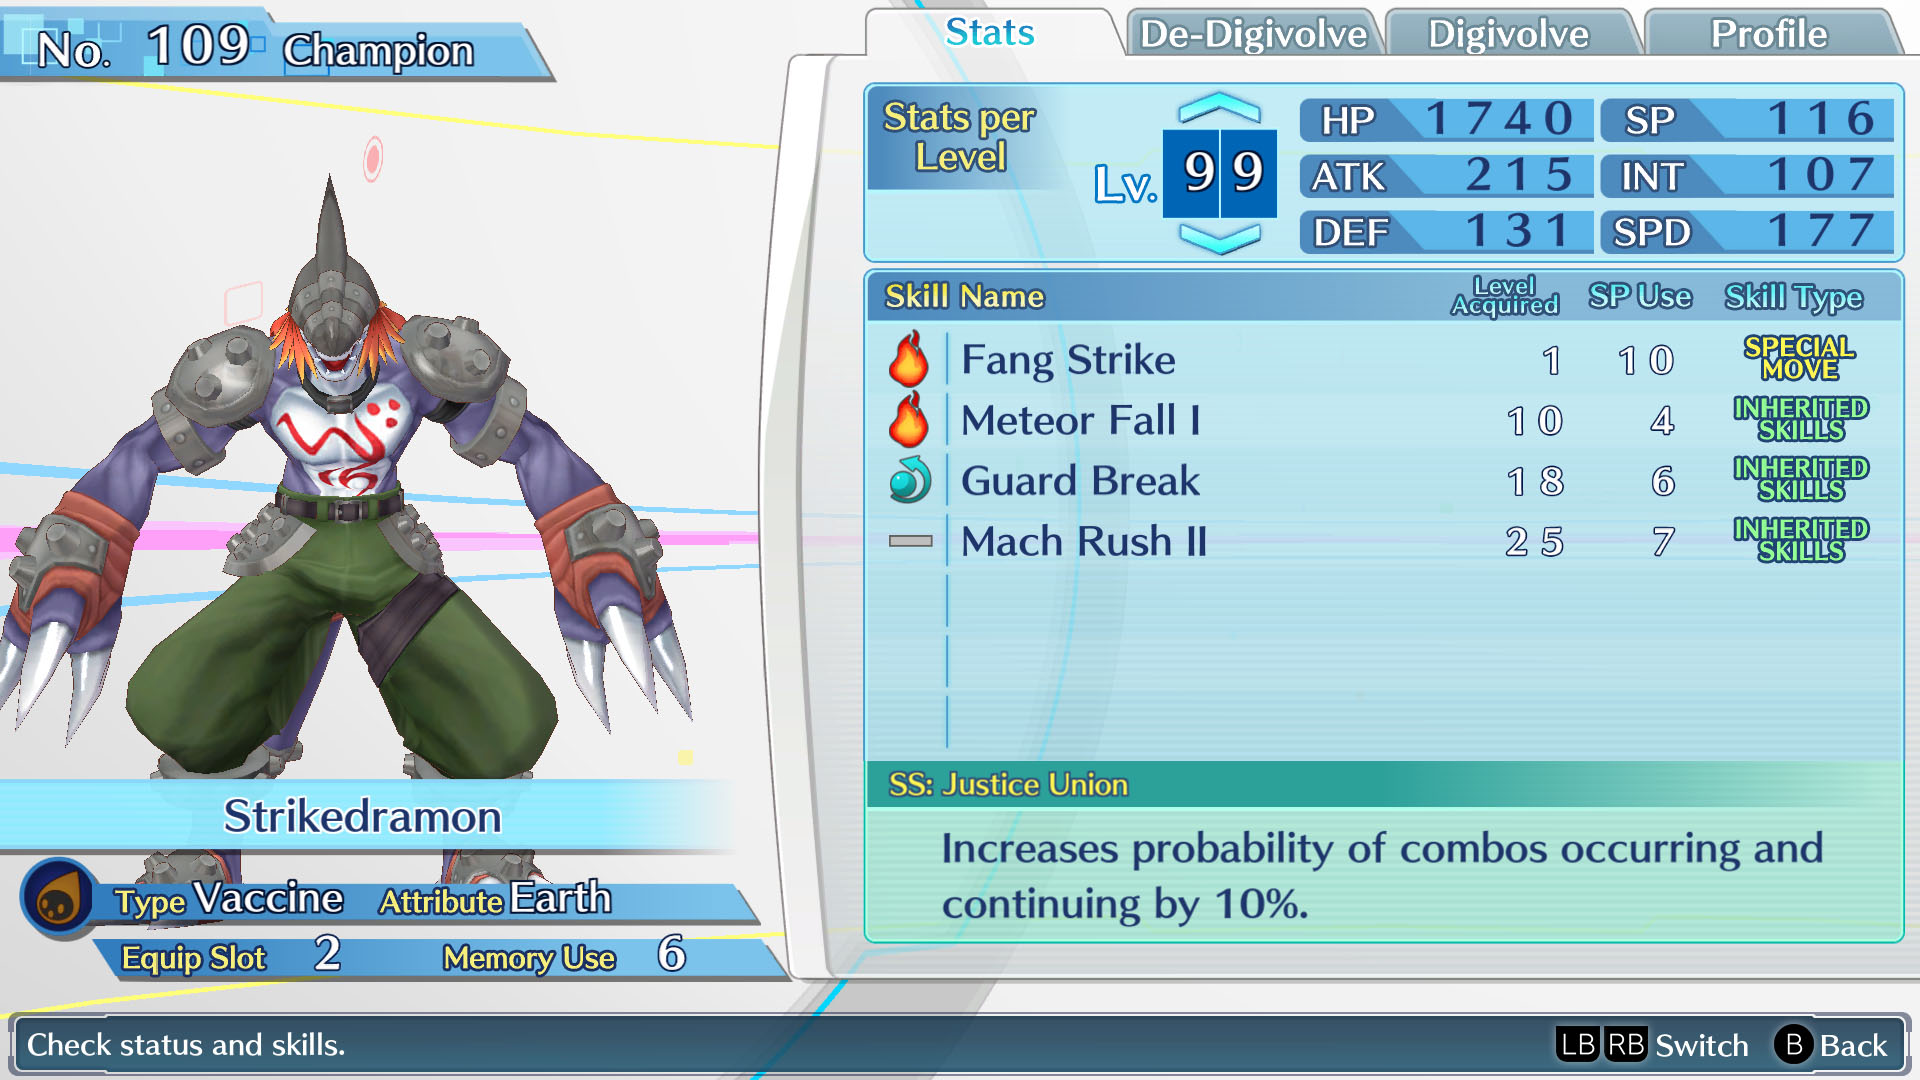 No. 109 Champion
Stats De-Digivolve Digivolve Profile
Stats per
Level
Lv. 99
HP 1740 SP 116
ATK 215 INT 107
DEF 131 SPD 177
Skill Name Level Acquired SP Use Skill Type
Fang Strike 1 10 SPECIAL MOVE
Meteor Fall I 10 4 INHERITED SKILLS
Guard Break 18 6 INHERITED SKILLS
Mach Rush II 25 7 INHERITED SKILLS
SS: Justice Union
Increases probability of combos occurring and
continuing by 10%.
Strikedramon
Type Vaccine Attribute Earth
Equip Slot 2 Memory Use 6
Check status and skills.
LB RB Switch B Back